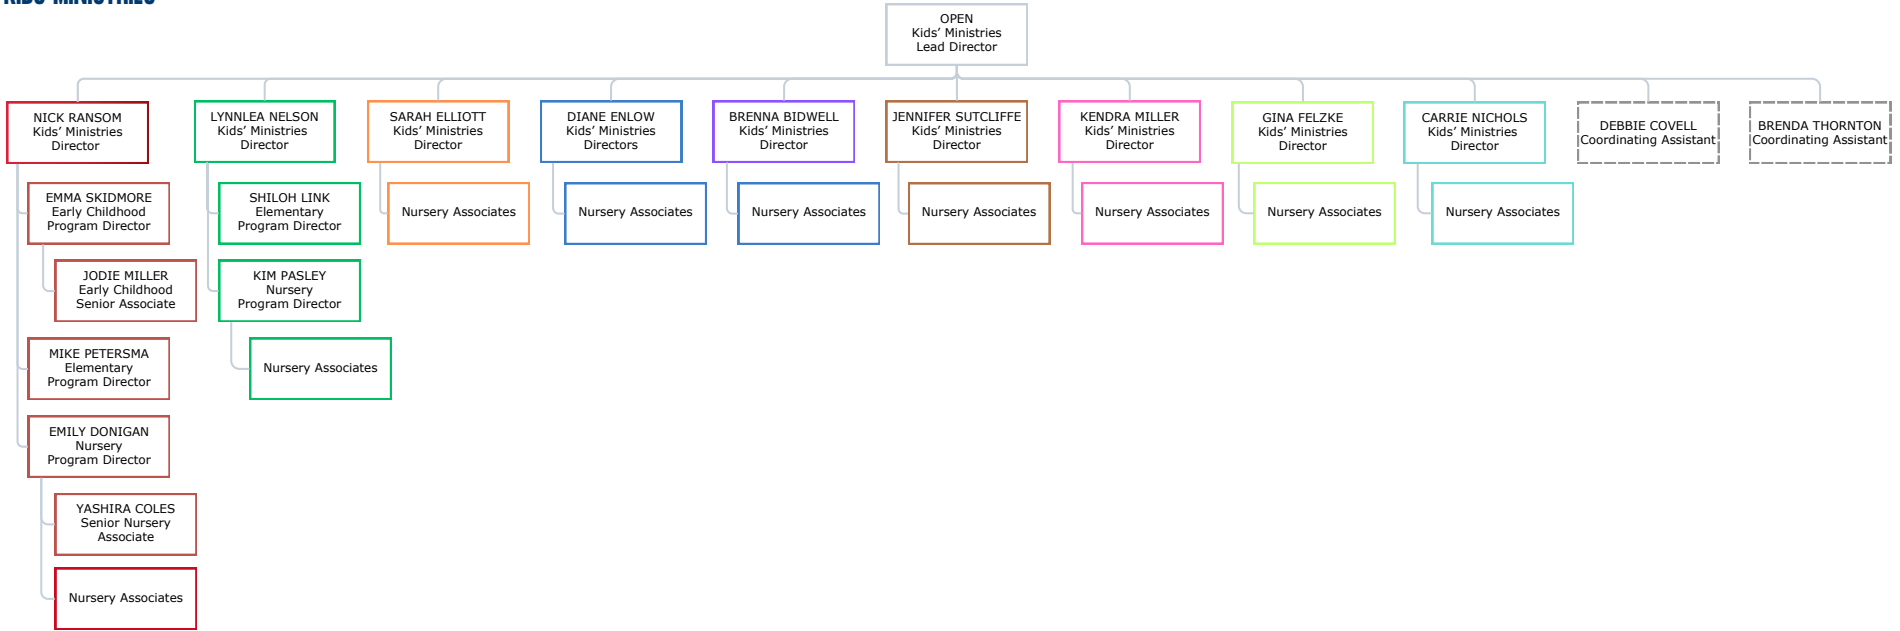 KIDS' MINISTRIES
OPEN
Kids' Ministries
Lead Director
NICK RANSOM
Kids' Ministries
Director
LYNNLEA NELSON
Kids' Ministries
Director
SARAH ELLIOTT
Kids' Ministries
Director
DIANE ENLOW
Kids' Ministries
Directors
BRENNA BIDWELL
Kids' Ministries
Director
JENNIFER SUTCLIFFE
Kids' Ministries
Director
KENDRA MILLER
Kids' Ministries
Director
GINA FELZKE
Kids' Ministries
Director
CARRIE NICHOLS
Kids' Ministries
Director
DEBBIE COVELL
Coordinating Assistant
BRENDA THORNTON
Coordinating Assistant
EMMA SKIDMORE
Early Childhood
Program Director
SHILOH LINK
Elementary
Program Director
Nursery Associates
Nursery Associates
Nursery Associates
Nursery Associates
Nursery Associates
Nursery Associates
Nursery Associates
JODIE MILLER
Early Childhood
Senior Associate
KIM PASLEY
Nursery
Program Director
MIKE PETERSMA
Elementary
Program Director
Nursery Associates
EMILY DONIGAN
Nursery
Program Director
YASHIRA COLES
Senior Nursery
Associate
Nursery Associates